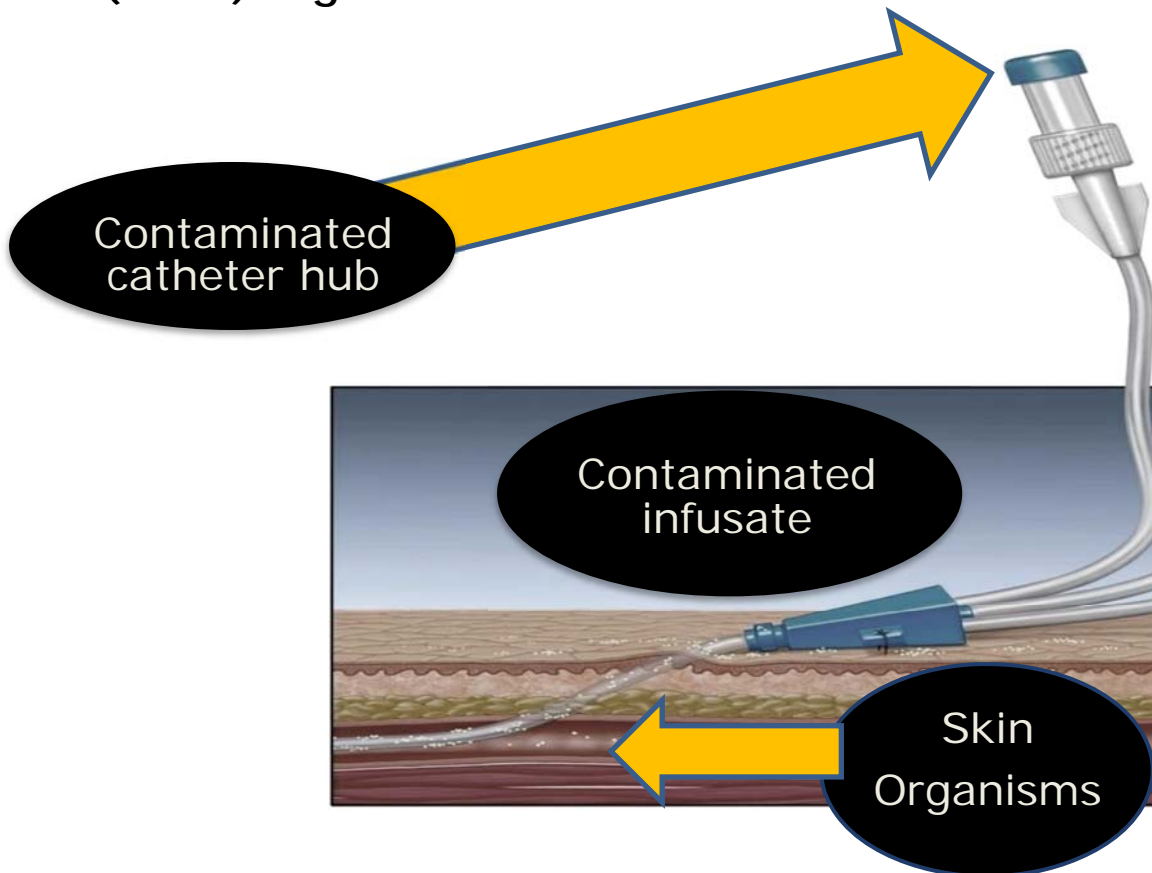 Contaminated
catheter hub
Contaminated
infusate
Skin
Organisms